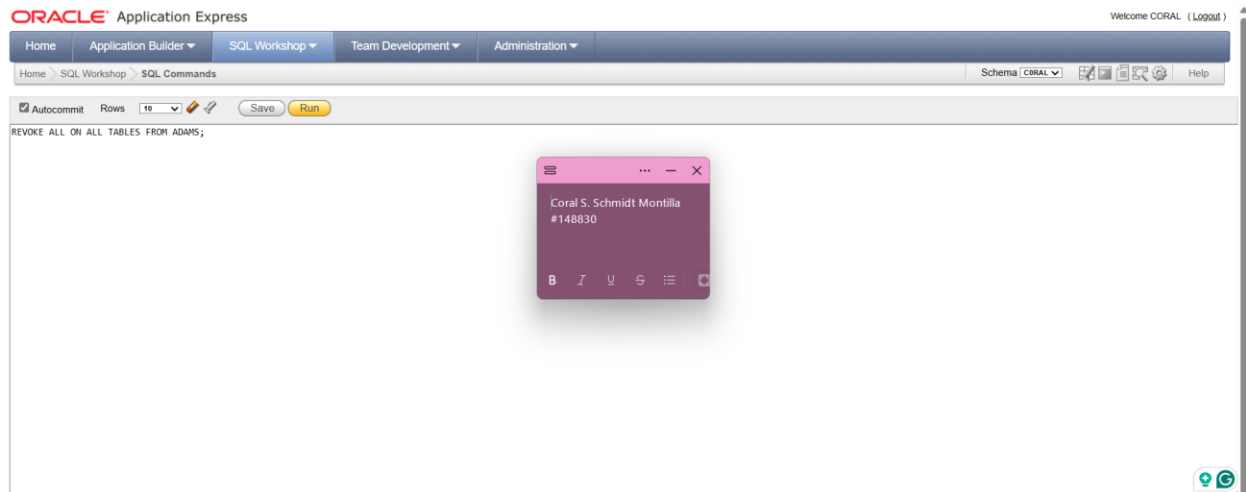 ORACLE Application Express
Welcome CORAL ( Logout )
Home Application Builder SQL Workshop Team Development Administration
Home SQL Workshop SQL Commands
Schema CORAL Help
Autocommit Rows 10 Save Run
REVOKE ALL ON ALL TABLES FROM ADAMS;
Coral S. Schmidt Montilla
#148830
B I U S
G